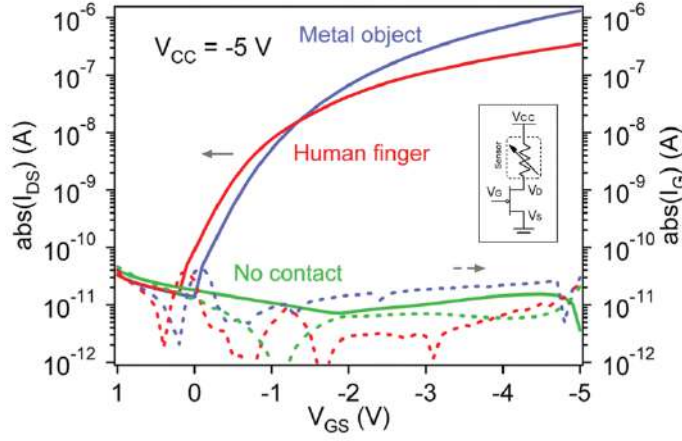 abs(I_DS) (A)
10⁻⁶
10⁻⁷
10⁻⁸
10⁻⁹
10⁻¹⁰
10⁻¹¹
10⁻¹²
V_CC = -5 V
Metal object
Human finger
No contact
V_CC
Sensor
V_G
V_D
V_S
10⁻⁶
10⁻⁷
10⁻⁸
10⁻⁹
10⁻¹⁰
10⁻¹¹
10⁻¹²
abs(I_G) (A)
1 0 -1 -2 -3 -4 -5
V_GS (V)